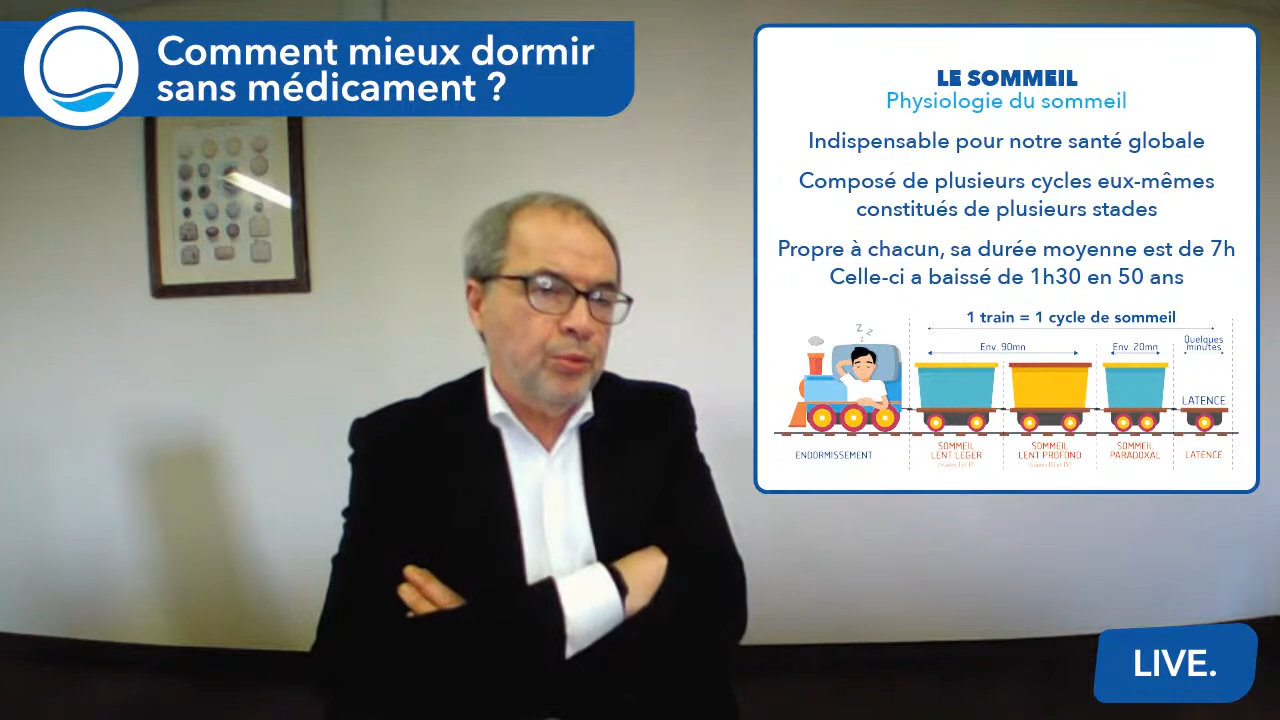 Comment mieux dormir
sans médicament ?
LE SOMMEIL
Physiologie du sommeil
Indispensable pour notre santé globale
Composé de plusieurs cycles eux-mêmes
constitués de plusieurs stades
Propre à chacun, sa durée moyenne est de 7h
Celle-ci a baissé de 1h30 en 50 ans
1 train = 1 cycle de sommeil
Env. 90mn
Env. 20mn
Quelques
minutes
z z
z
LATENCE
ENDORMISSEMENT
SOMMEIL
LENT LEGER
SOMMEIL
LENT PROFOND
SOMMEIL
PARADOXAL
LATENCE
LIVE.